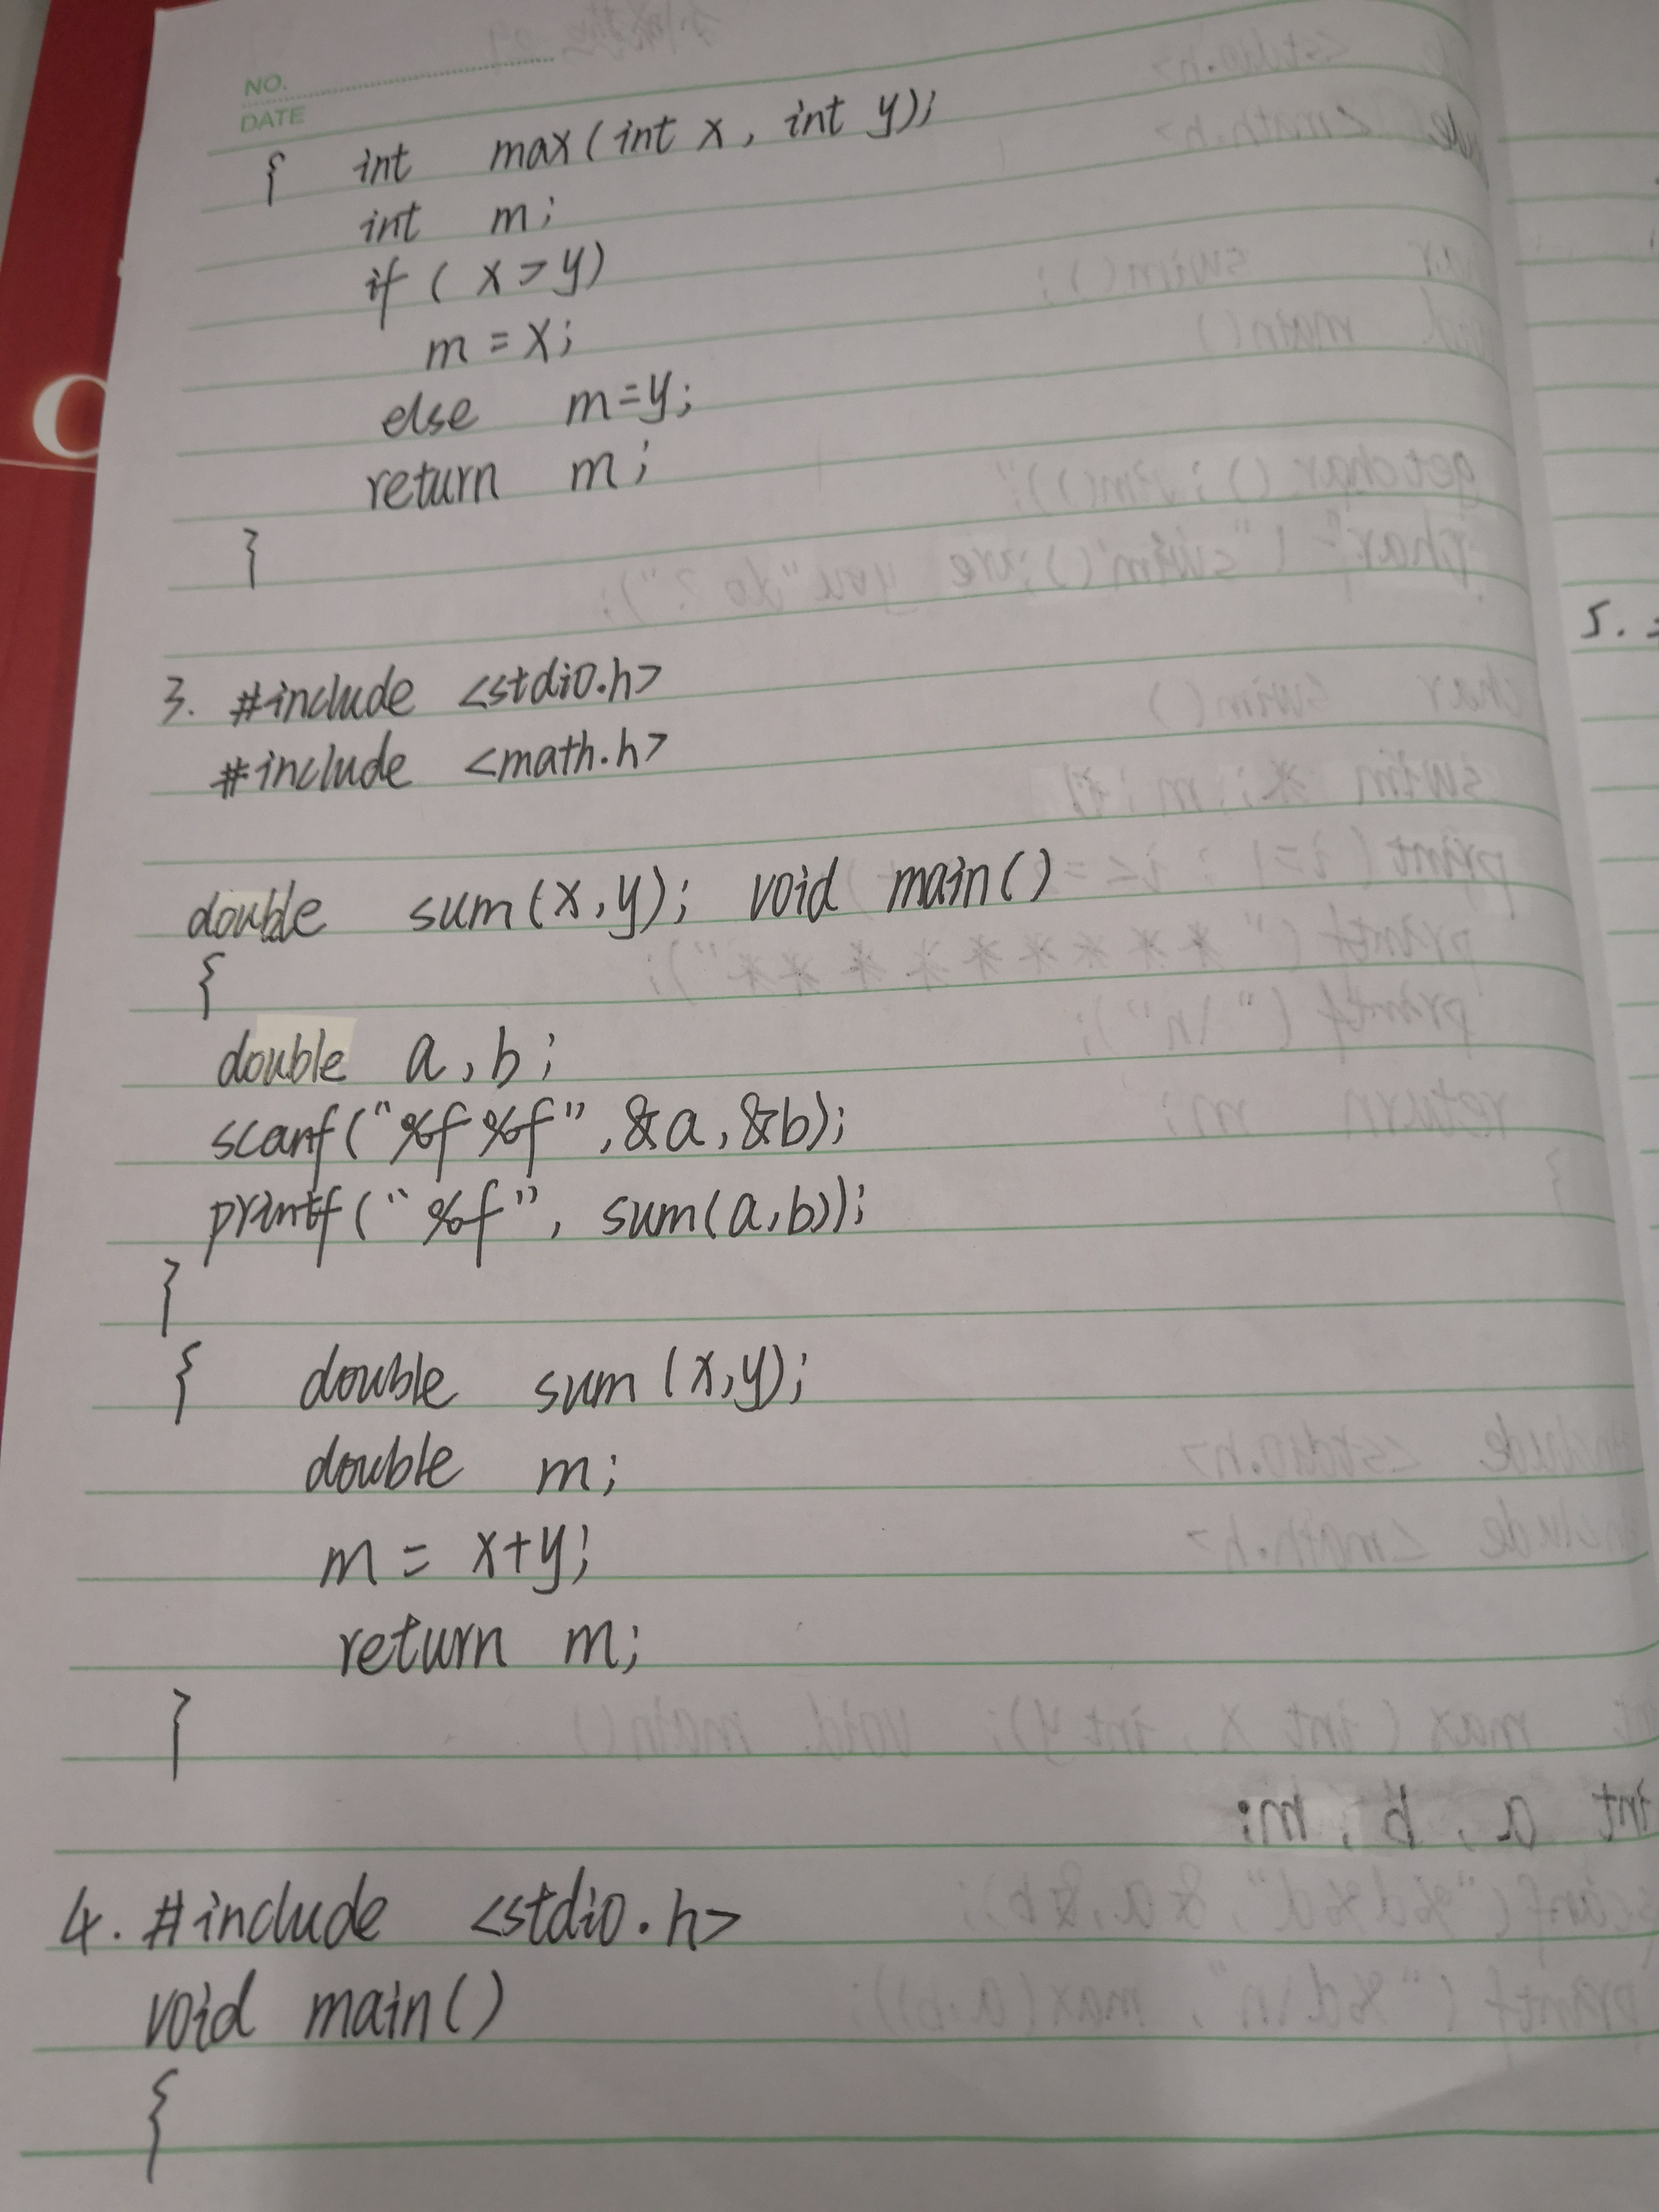 NO.
DATE
{ int max(int x, int y);
int m;
if (x>y)
m=x;
else m=y;
return m;
}
3. #include <stdio.h>
#include <math.h>
double sum(x,y); void main()
{
double a,b;
scanf("%f%f",&a,&b);
printf("%f", sum(a,b));
}
{ double sum(x,y);
double m;
m= x+y;
return m;
}
4. #include <stdio.h>
void main()
{
5.